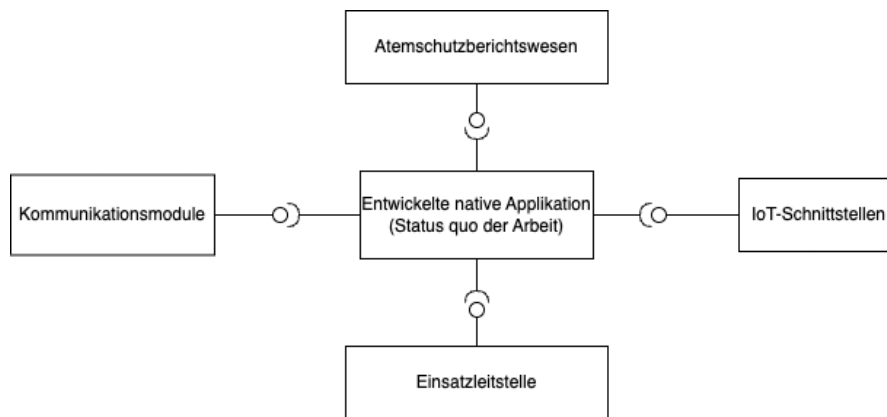 Atemschutzberichtswesen
Kommunikationsmodule
Entwickelte native Applikation
(Status quo der Arbeit)
IoT-Schnittstellen
Einsatzleitstelle